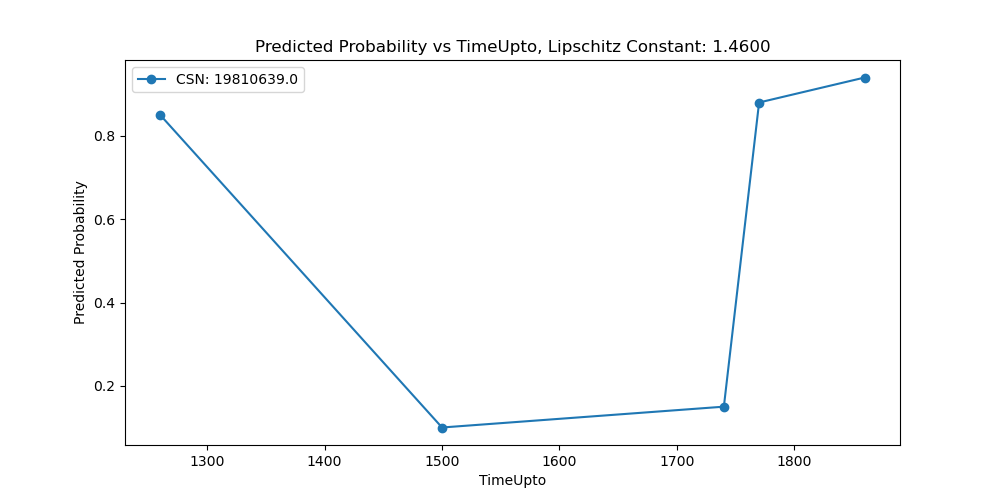 Predicted Probability vs TimeUpto, Lipschitz Constant: 1.4600
CSN: 19810639.0
Predicted Probability
0.8
0.6
0.4
0.2
1300 1400 1500 1600 1700 1800
TimeUpto